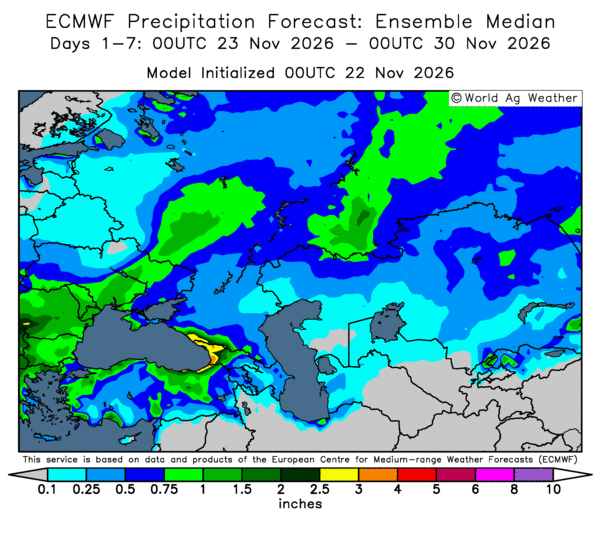 ECMWF Precipitation Forecast: Ensemble Median
Days 1-7: 00UTC 23 Nov 2026 - 00UTC 30 Nov 2026
Model Initialized 00UTC 22 Nov 2026
©World Ag Weather
This service is based on data and products of the European Centre for Medium-range Weather Forecasts (ECMWF)
0.1 0.25 0.5 0.75 1 1.5 2 2.5 3 4 5 6 8 10
inches